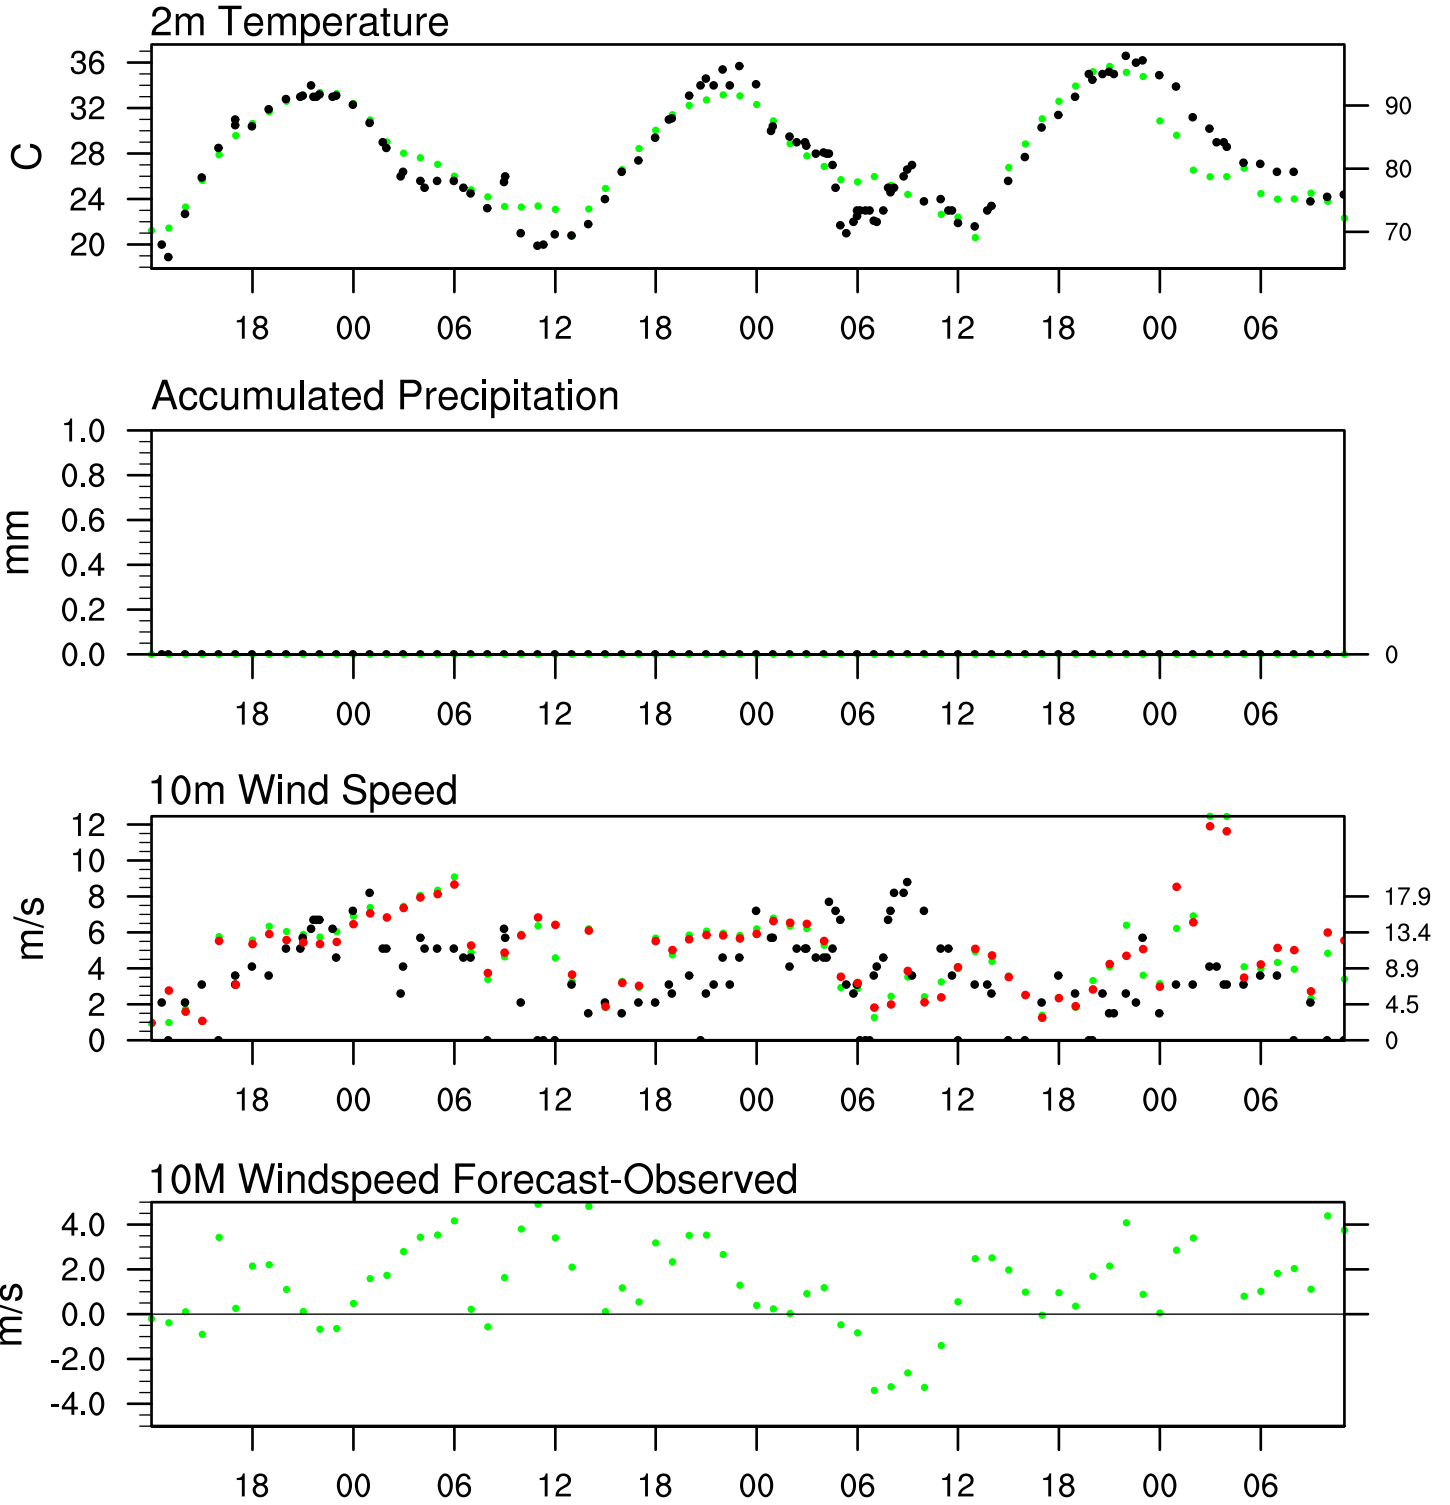 2m Temperature
36
32
28
24
20
C
90
80
70
18 00 06 12 18 00 06 12 18 00 06
Accumulated Precipitation
1.0
0.8
0.6
0.4
0.2
0.0
mm
0
18 00 06 12 18 00 06 12 18 00 06
10m Wind Speed
12
10
8
6
4
2
0
m/s
17.9
13.4
8.9
4.5
0
18 00 06 12 18 00 06 12 18 00 06
10M Windspeed Forecast-Observed
4.0
2.0
0.0
-2.0
-4.0
m/s
18 00 06 12 18 00 06 12 18 00 06